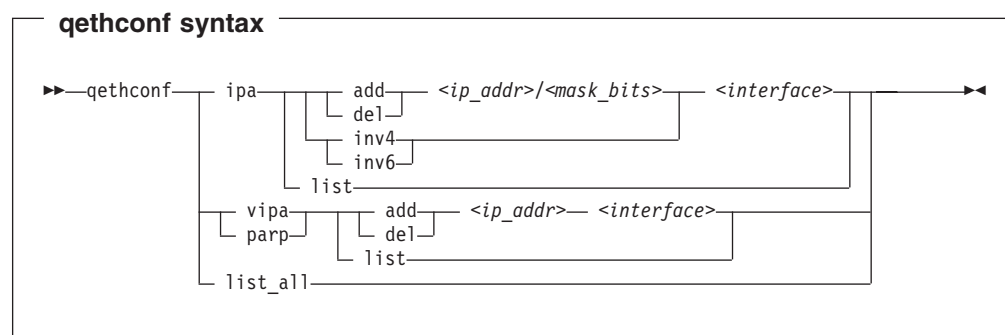 qethconf syntax
qethconf ipa add <ip_addr>/<mask_bits> <interface>
del
inv4
inv6
list
vipa add <ip_addr> <interface>
parp del
list
list_all